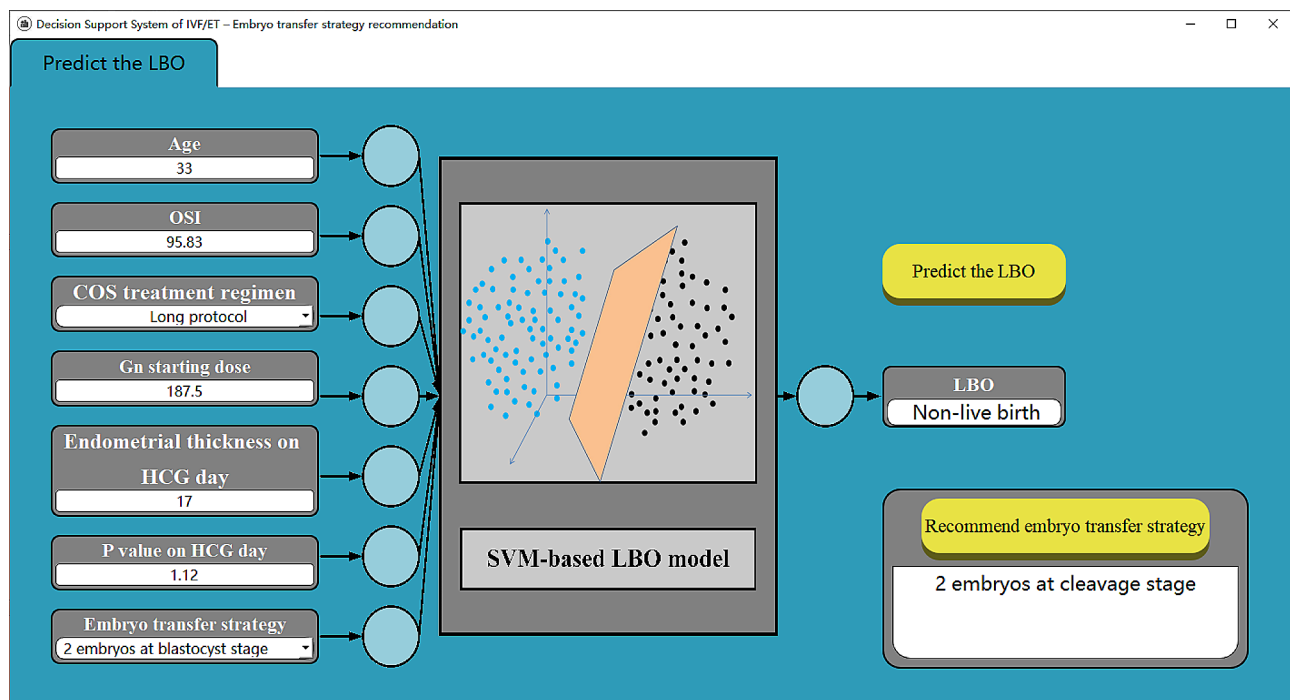 Decision Support System of IVF/ET – Embryo transfer strategy recommendation
Predict the LBO
Age
33
OSI
95.83
COS treatment regimen
Long protocol
Gn starting dose
187.5
Endometrial thickness on
HCG day
17
P value on HCG day
1.12
Embryo transfer strategy
2 embryos at blastocyst stage
SVM-based LBO model
Predict the LBO
LBO
Non-live birth
Recommend embryo transfer strategy
2 embryos at cleavage stage